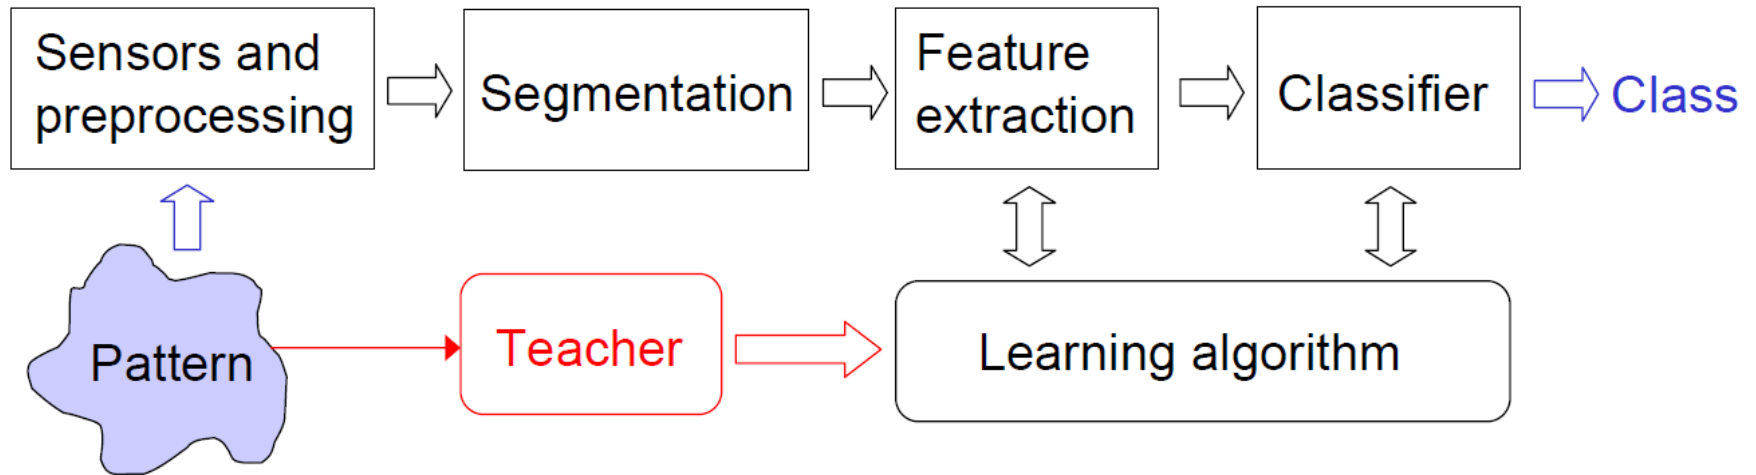 Sensors and
preprocessing
Segmentation
Feature
extraction
Classifier
Class
Pattern
Teacher
Learning algorithm